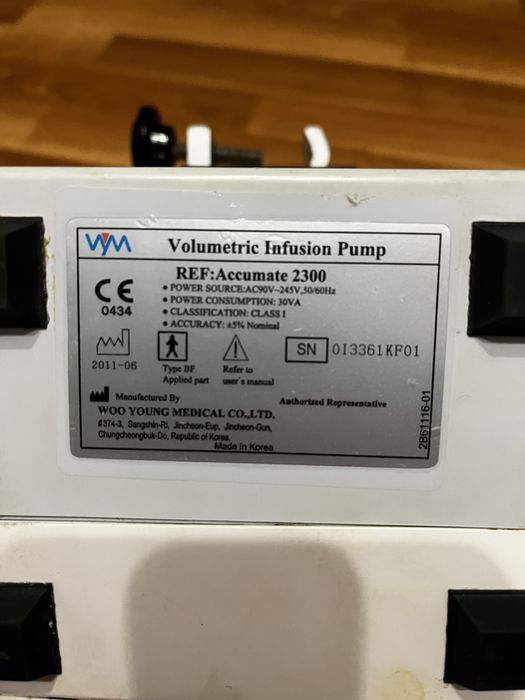 WYM
Volumetric Infusion Pump
REF:Accumate 2300
• POWER SOURCE:AC90V~245V,50/60Hz
• POWER CONSUMPTION: 30VA
• CLASSIFICATION: CLASS I
• ACCURACY: ±5% Nominal
CE
0434
2011-06
Type BF
Applied part
Refer to
user's manual
SN 0I3361KF01
Manufactured By
Authorized Representative
WOO YOUNG MEDICAL CO.,LTD.
#374-3, Sangshin-Ri, Jincheon-Eup, Jincheon-Gun,
Chungcheongbuk-Do, Republic of Korea.
Made in Korea
2B61116-01